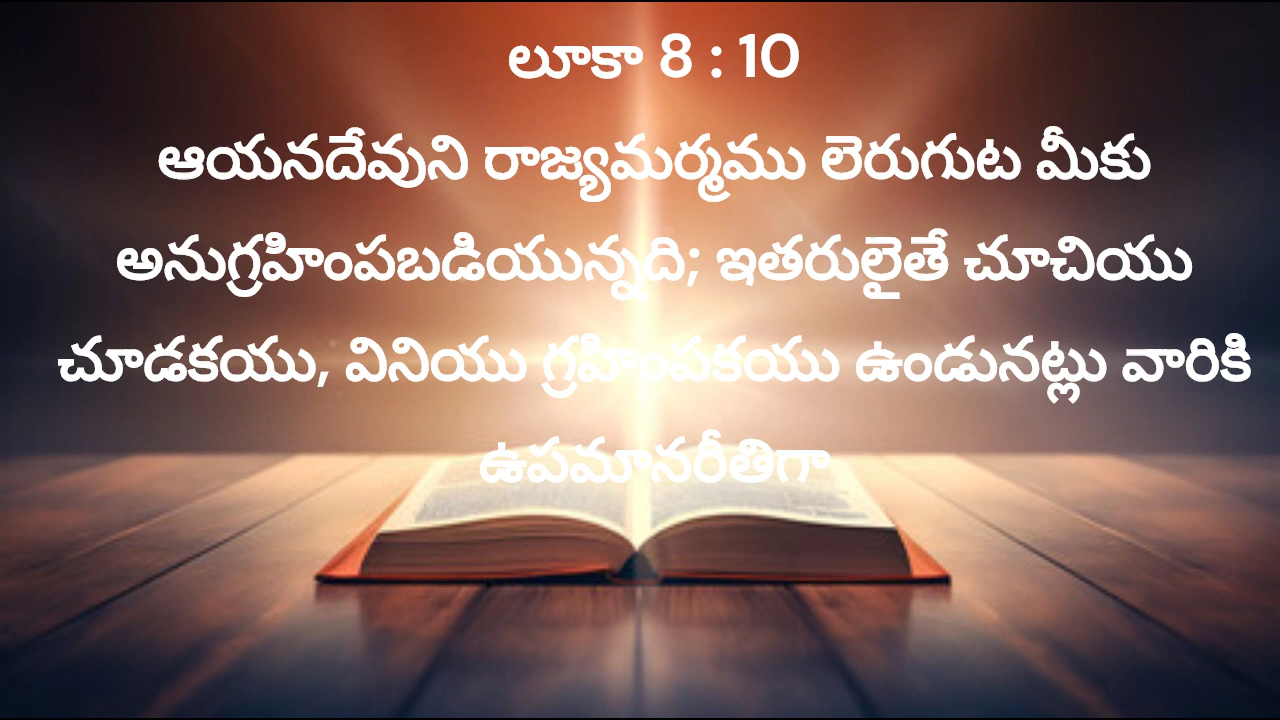 లూకా 8 : 10
ఆయనదేవుని రాజ్యమర్మము లెరుగుట మీకు
అనుగ్రహింపబడియున్నది; ఇతరులైతే చూచియు
చూడకయు, వినియు గ్రహింపకయు ఉండునట్లు వారికి
ఉపమానరీతిగా